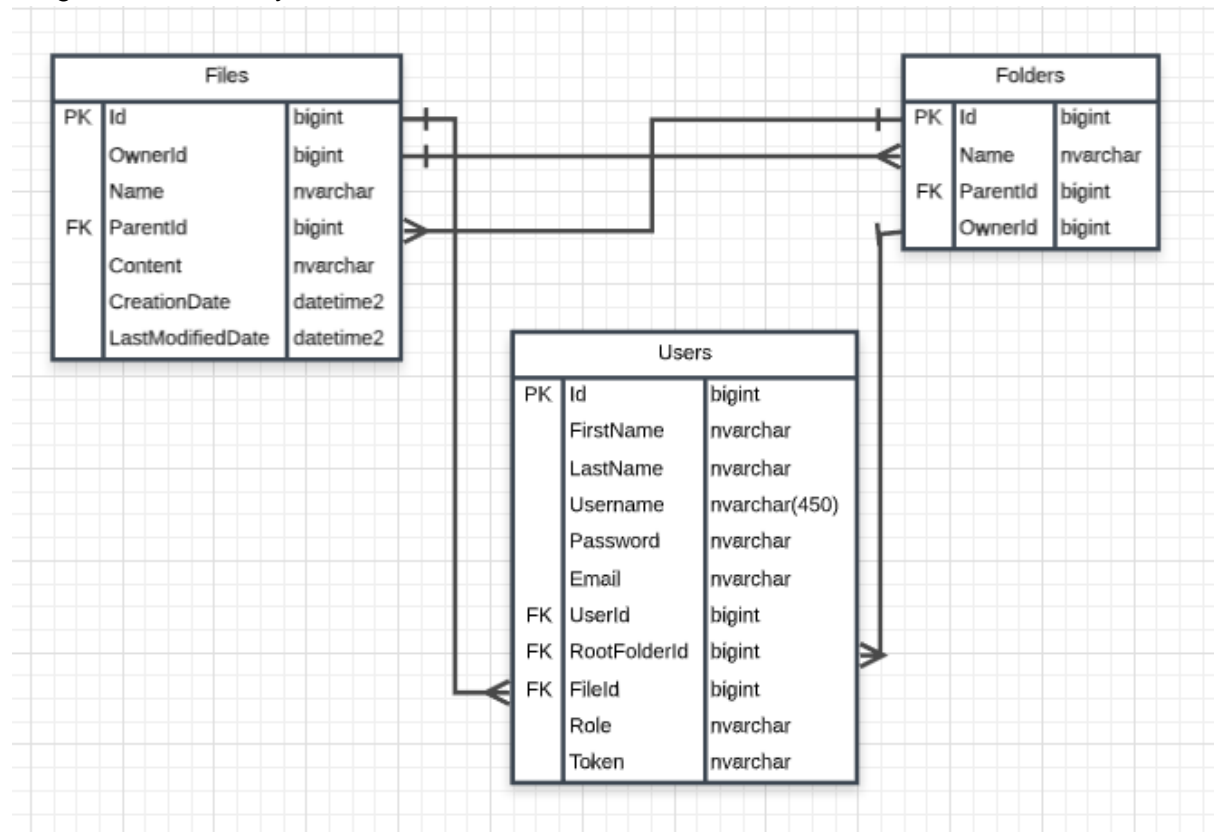 Files
PK Id bigint
OwnerId bigint
Name nvarchar
FK ParentId bigint
Content nvarchar
CreationDate datetime2
LastModifiedDate datetime2
Folders
PK Id bigint
Name nvarchar
FK ParentId bigint
OwnerId bigint
Users
PK Id bigint
FirstName nvarchar
LastName nvarchar
Username nvarchar(450)
Password nvarchar
Email nvarchar
FK UserId bigint
FK RootFolderId bigint
FK FileId bigint
Role nvarchar
Token nvarchar